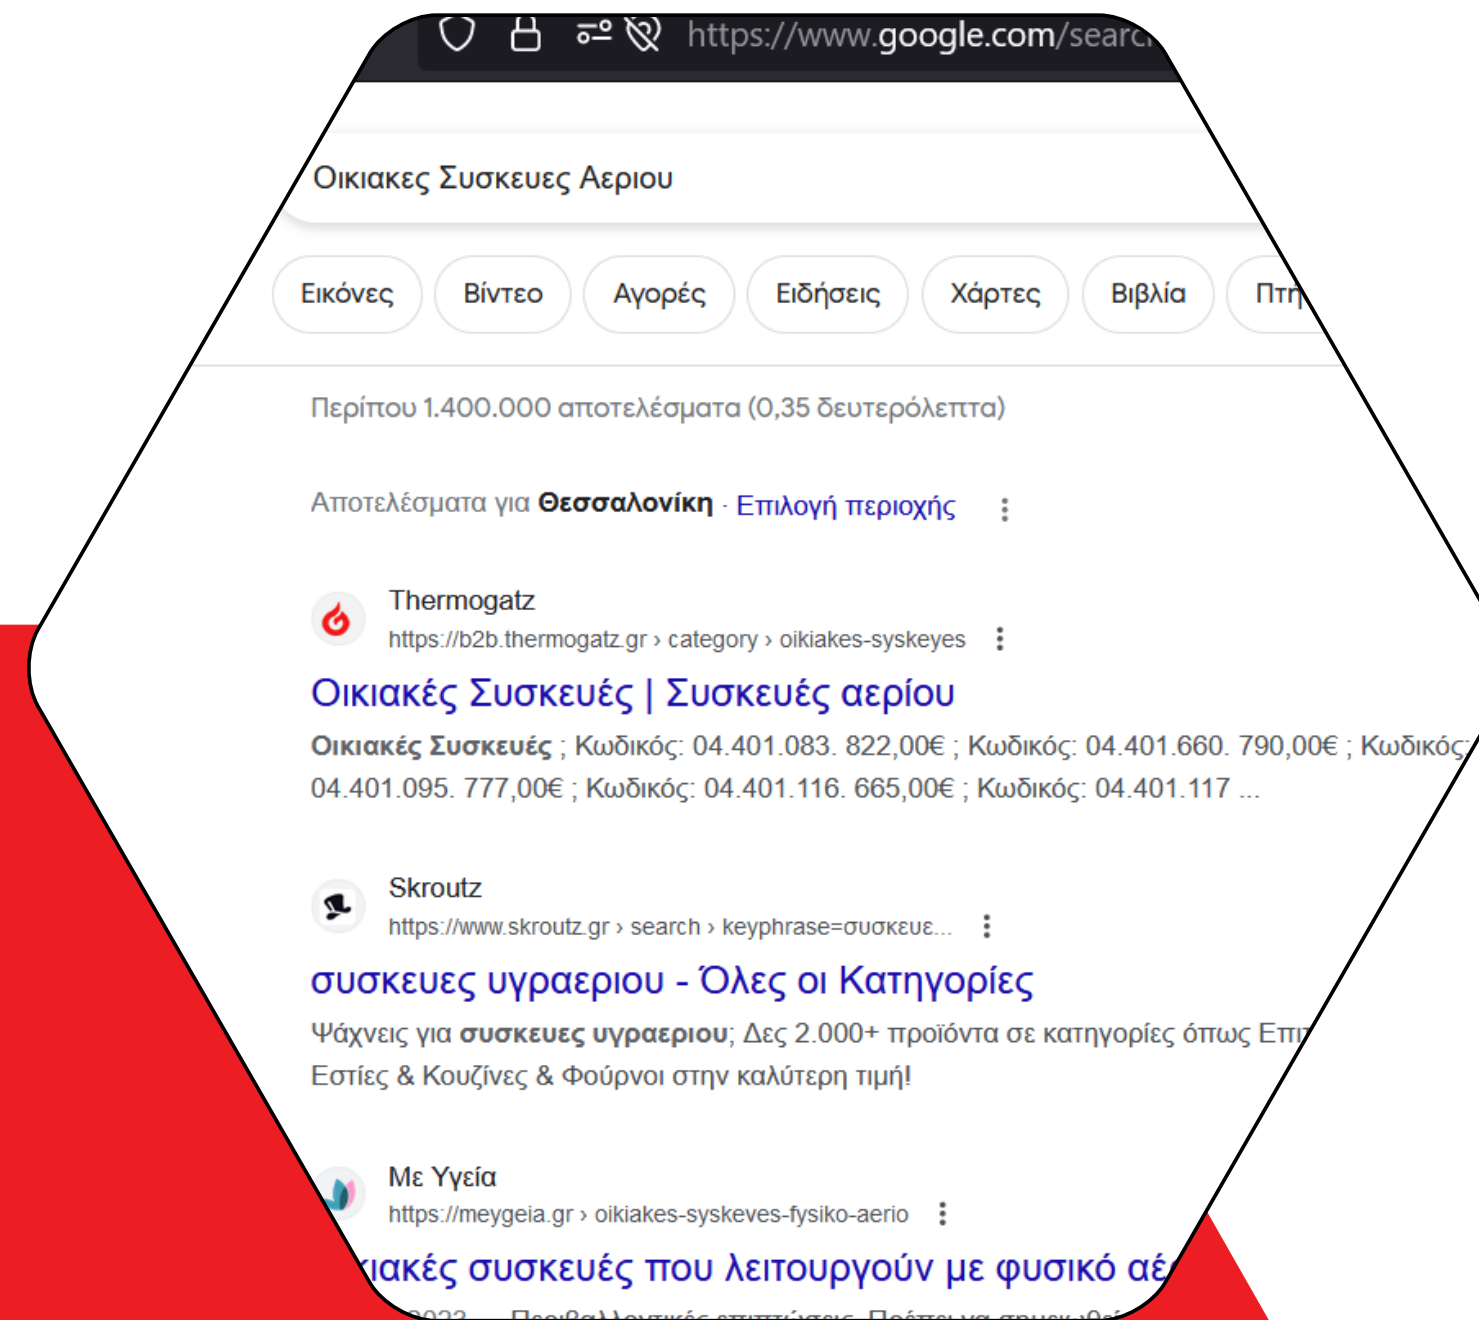 https://www.google.com/search
Οικιακες Συσκευες Αεριου
Εικόνες Βίντεο Αγορές Ειδήσεις Χάρτες Βιβλία
Περίπου 1.400.000 αποτελέσματα (0,35 δευτερόλεπτα)
Αποτελέσματα για Θεσσαλονίκη · Επιλογή περιοχής
Thermogatz
https://b2b.thermogatz.gr › category › oikiakes-syskeyes
Οικιακές Συσκευές | Συσκευές αερίου
Οικιακές Συσκευές ; Κωδικός: 04.401.083. 822,00€ ; Κωδικός: 04.401.660. 790,00€ ; Κωδικός:
04.401.095. 777,00€ ; Κωδικός: 04.401.116. 665,00€ ; Κωδικός: 04.401.117 ...
Skroutz
https://www.skroutz.gr › search › keyphrase=συσκευε...
συσκευες υγραεριου - Όλες οι Κατηγορίες
Ψάχνεις για συσκευες υγραεριου; Δες 2.000+ προϊόντα σε κατηγορίες όπως
Εστίες & Κουζίνες & Φούρνοι στην καλύτερη τιμή!
Με Υγεία
https://meygeia.gr › oikiakes-syskeves-fysiko-aerio
συσκευές που λειτουργούν με φυσικό